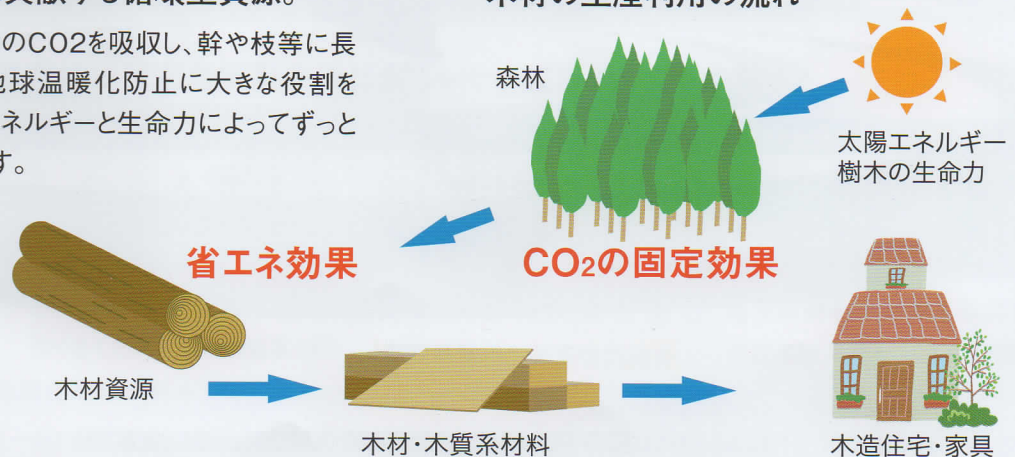 のCO2を吸収し、幹や枝等に長
球温暖化防止に大きな役割を
ネルギーと生命力によってずっと
す。
森林
太陽エネルギー
樹木の生命力
省エネ効果
CO2の固定効果
木材資源
木材・木質系材料
木造住宅・家具